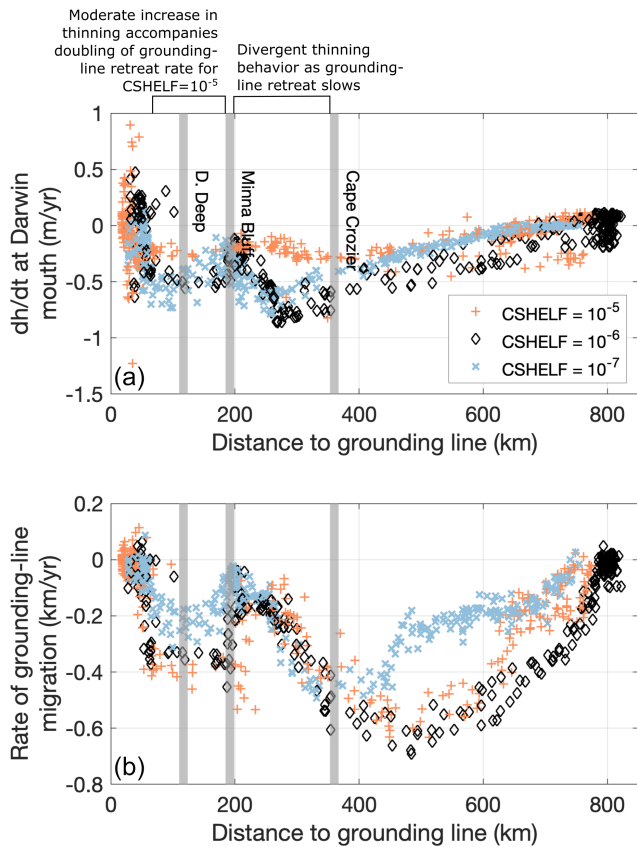 Moderate increase in
thinning accompanies
doubling of grounding-
line retreat rate for
CSHELF=10⁻⁵
Divergent thinning
behavior as grounding-
line retreat slows
1
0.5
0
-0.5
-1
-1.5
dh/dt at Darwin
mouth (m/yr)
D. Deep
Minna Bluff
Cape Crozier
CSHELF = 10⁻⁵
CSHELF = 10⁻⁶
CSHELF = 10⁻⁷
(a)
0 200 400 600 800
Distance to grounding line (km)
0.2
0
-0.2
-0.4
-0.6
-0.8
Rate of grounding-line
migration (km/yr)
(b)
0 200 400 600 800
Distance to grounding line (km)